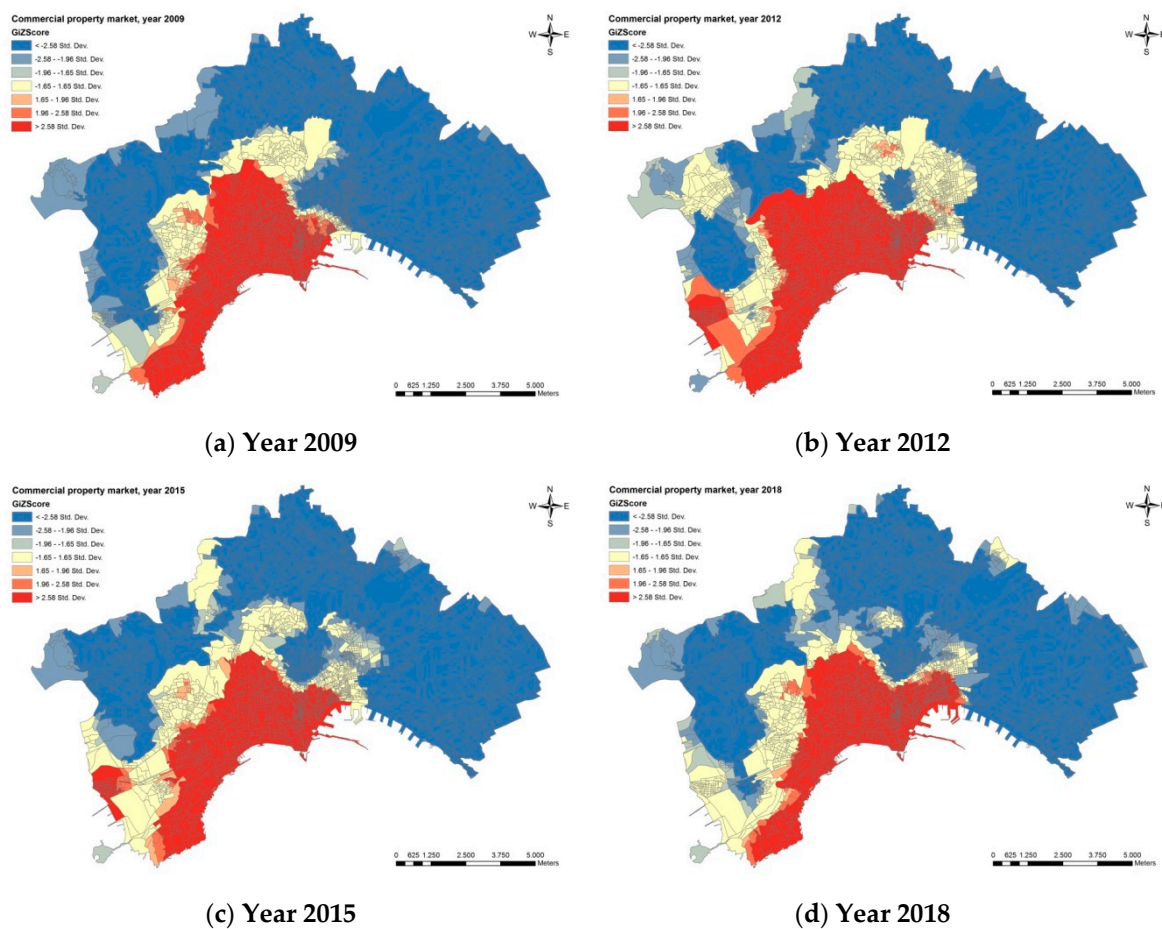 Commercial property market, year 2009
GiZScore
< -2.58 Std. Dev.
-2.58 - -1.96 Std. Dev.
-1.96 - -1.65 Std. Dev.
-1.65 - 1.65 Std. Dev.
1.65 - 1.96 Std. Dev.
1.96 - 2.58 Std. Dev.
> 2.58 Std. Dev.
N
W E
S
0 625 1.250 2.500 3.750 5.000
Meters
(a) Year 2009
Commercial property market, year 2012
GiZScore
< -2.58 Std. Dev.
-2.58 - -1.96 Std. Dev.
-1.96 - -1.65 Std. Dev.
-1.65 - 1.65 Std. Dev.
1.65 - 1.96 Std. Dev.
1.96 - 2.58 Std. Dev.
> 2.58 Std. Dev.
N
W E
S
0 625 1.250 2.500 3.750 5.000
Meters
(b) Year 2012
Commercial property market, year 2015
GiZScore
< -2.58 Std. Dev.
-2.58 - -1.96 Std. Dev.
-1.96 - -1.65 Std. Dev.
-1.65 - 1.65 Std. Dev.
1.65 - 1.96 Std. Dev.
1.96 - 2.58 Std. Dev.
> 2.58 Std. Dev.
N
W E
S
0 625 1.250 2.500 3.750 5.000
Meters
(c) Year 2015
Commercial property market, year 2018
GiZScore
< -2.58 Std. Dev.
-2.58 - -1.96 Std. Dev.
-1.96 - -1.65 Std. Dev.
-1.65 - 1.65 Std. Dev.
1.65 - 1.96 Std. Dev.
1.96 - 2.58 Std. Dev.
> 2.58 Std. Dev.
N
W E
S
0 625 1.250 2.500 3.750 5.000
Meters
(d) Year 2018